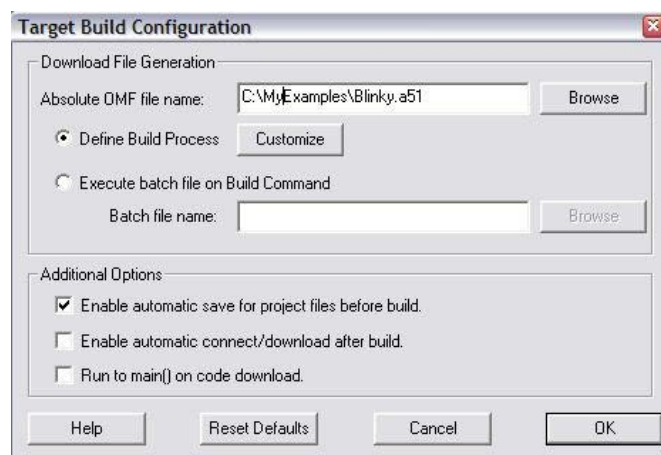 Target Build Configuration
Download File Generation
Absolute OMF file name: C:\MyExamples\Blinky.a51 Browse
Define Build Process Customize
Execute batch file on Build Command
Batch file name: Browse
Additional Options
Enable automatic save for project files before build.
Enable automatic connect/download after build.
Run to main() on code download.
Help Reset Defaults Cancel OK